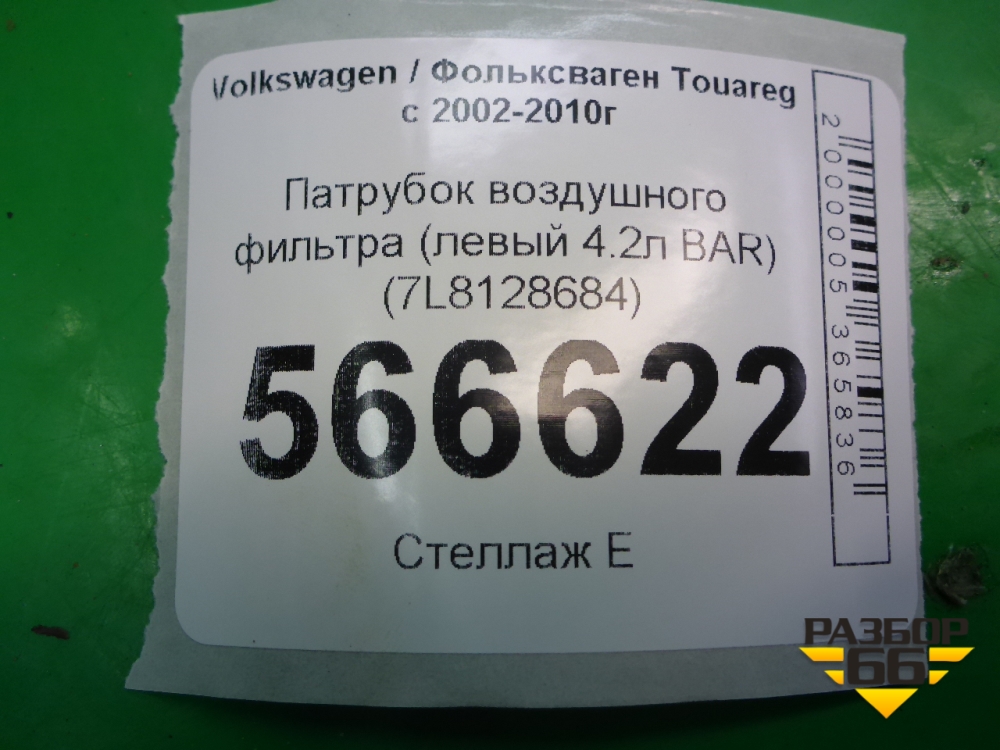 Volkswagen / Фольксваген Touareg
с 2002-2010г
Патрубок воздушного
фильтра (левый 4.2л BAR)
(7L8128684)
566622
Стеллаж E
2000005365836
РАЗБОР
66